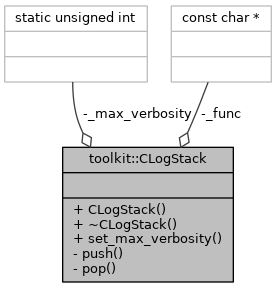 static unsigned int
const char *
-_max_verbosity
-_func
toolkit::CLogStack
+ CLogStack()
+ ~CLogStack()
+ set_max_verbosity()
- push()
- pop()